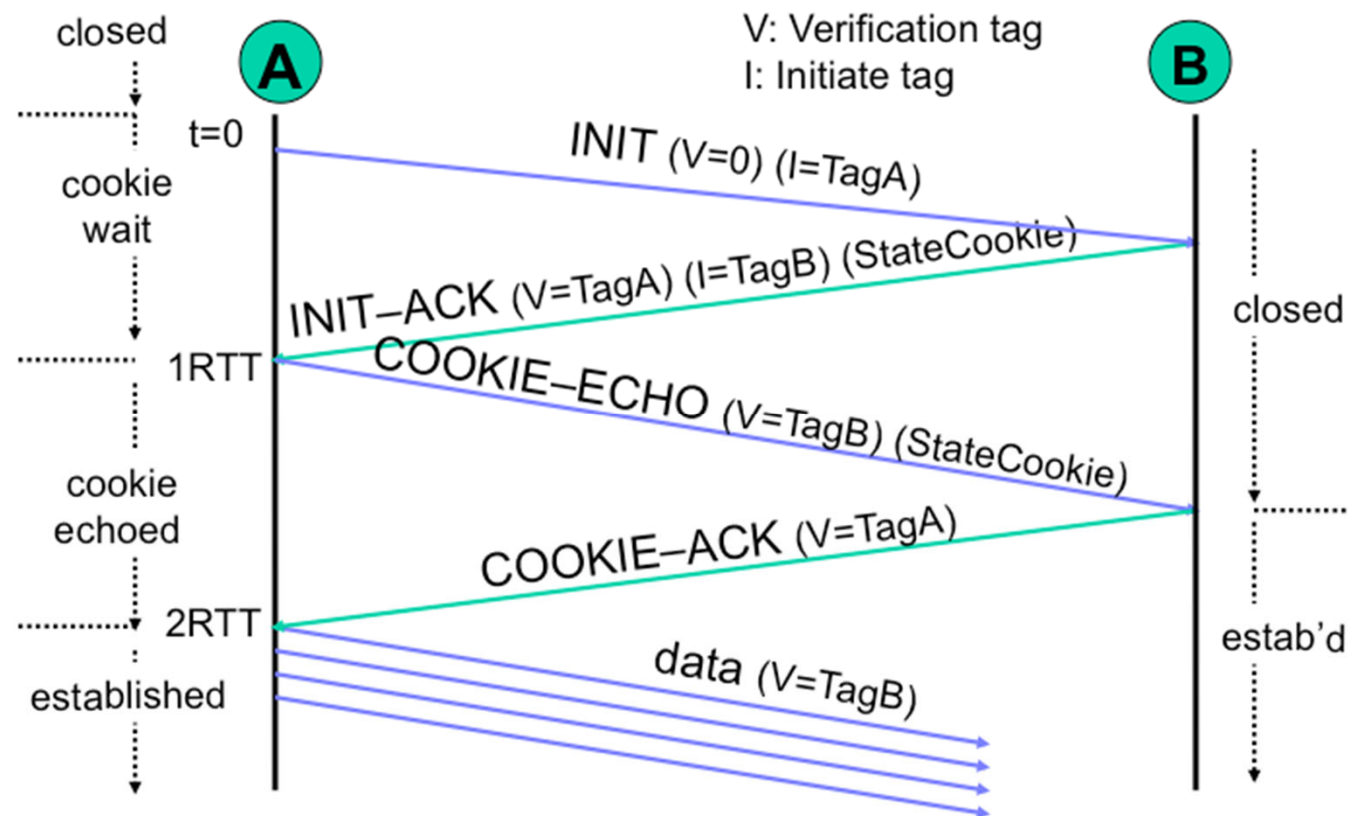 closed
A
V: Verification tag
I: Initiate tag
B
t=0
INIT (V=0) (I=TagA)
cookie
wait
INIT–ACK (V=TagA) (I=TagB) (StateCookie)
closed
1RTT
COOKIE–ECHO (V=TagB) (StateCookie)
cookie
echoed
COOKIE–ACK (V=TagA)
2RTT
estab’d
data (V=TagB)
established